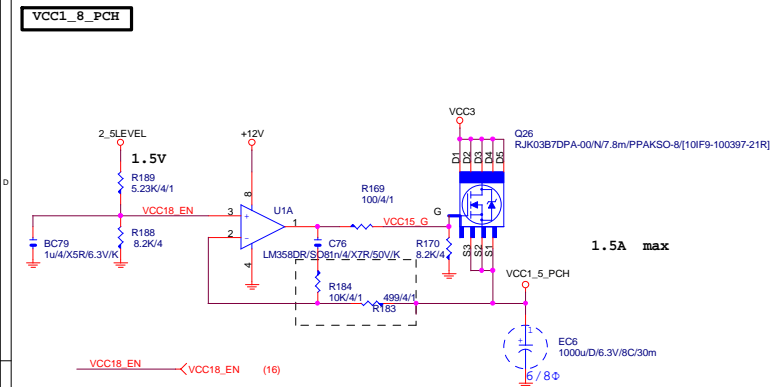 VCC1_8_PCH
VCC3
Q26
RJK03B7DPA-00/N/7.8m/PPAKSO-8/[10IF9-100397-21R]
D1 D2 D3 D4 D5
2_5LEVEL
+12V
1.5V
R189
5.23K/4/1
R169
100/4/1
8
VCC18_EN
3
+
U1A
1
VCC15_G
G
2
-
BC79
1u/4/X5R/6.3V/K
R188
8.2K/4
4
C76
LM358DR/SO81n/4/X7R/50V/K
R170
8.2K/4
S3 S2 S1
1.5A max
VCC1_5_PCH
R184
10K/4/1
499/4/1
R183
1
+
EC6
1000u/D/6.3V/8C/30m
6/8Φ
VCC18_EN
VCC18_EN (16)
D